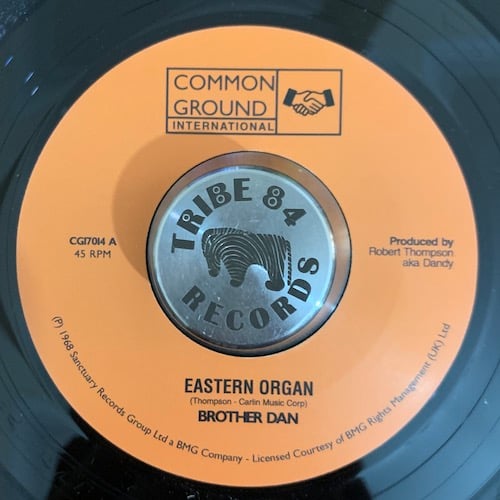 COMMON
GROUND
INTERNATIONAL
TRIBE 84
RECORDS
CG17014 A
45 RPM
Produced by
Robert Thompson
aka Dandy
EASTERN ORGAN
(Thompson - Carlin Music Corp)
BROTHER DAN
(P) 1968 Sanctuary Records Group Ltd a BMG Company - Licensed Courtesy of BMG Rights Management (UK) Ltd